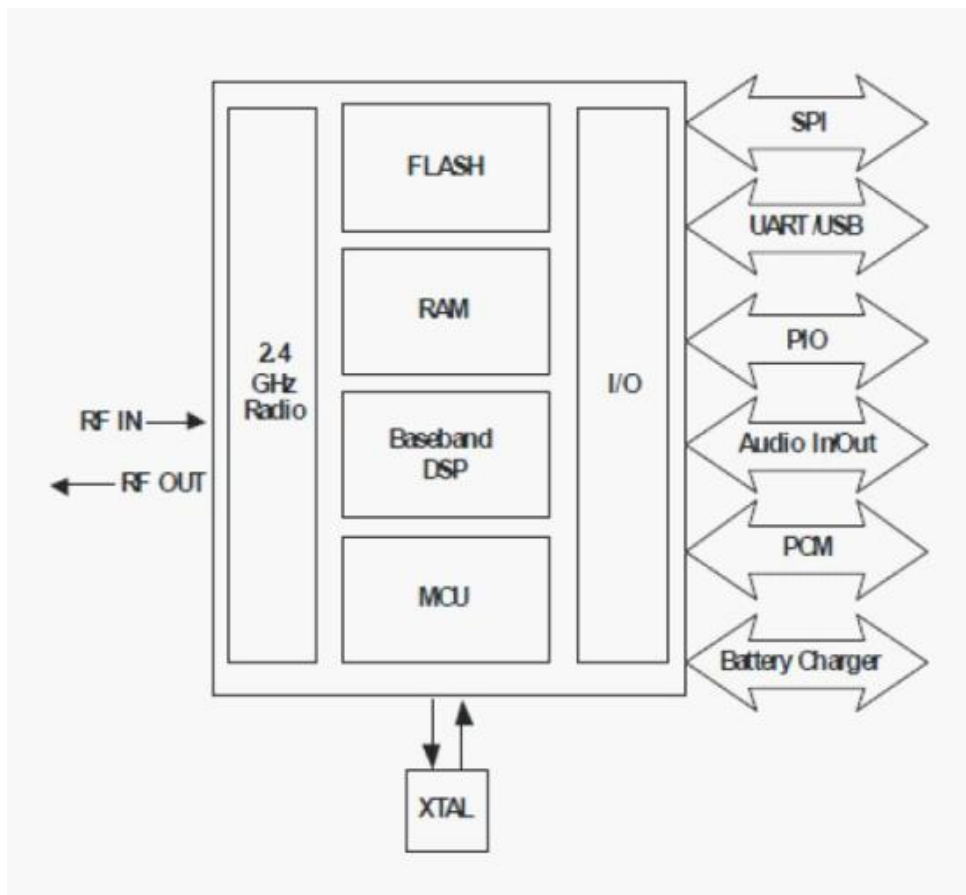 FLASH
RAM
Baseband
DSP
MCU
2.4
GHz
Radio
I/O
RF IN
RF OUT
SPI
UART/USB
PIO
Audio In/Out
PCM
Battery Charger
XTAL